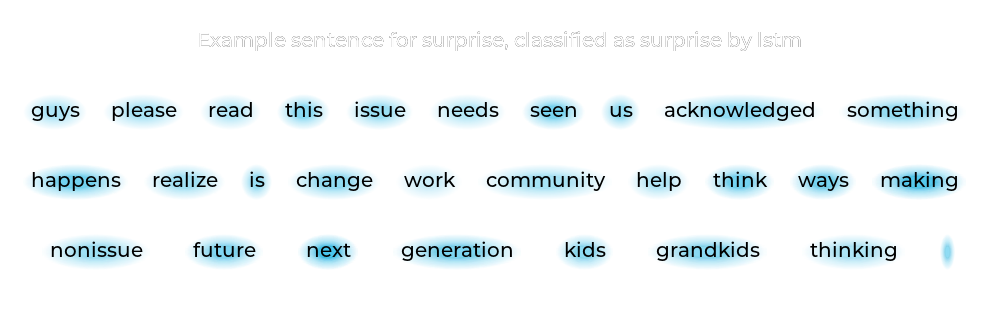 Example sentence for surprise, classified as surprise by lstm
guys please read this issue needs seen us acknowledged something
happens realize is change work community help think ways making
nonissue future next generation kids grandkids thinking